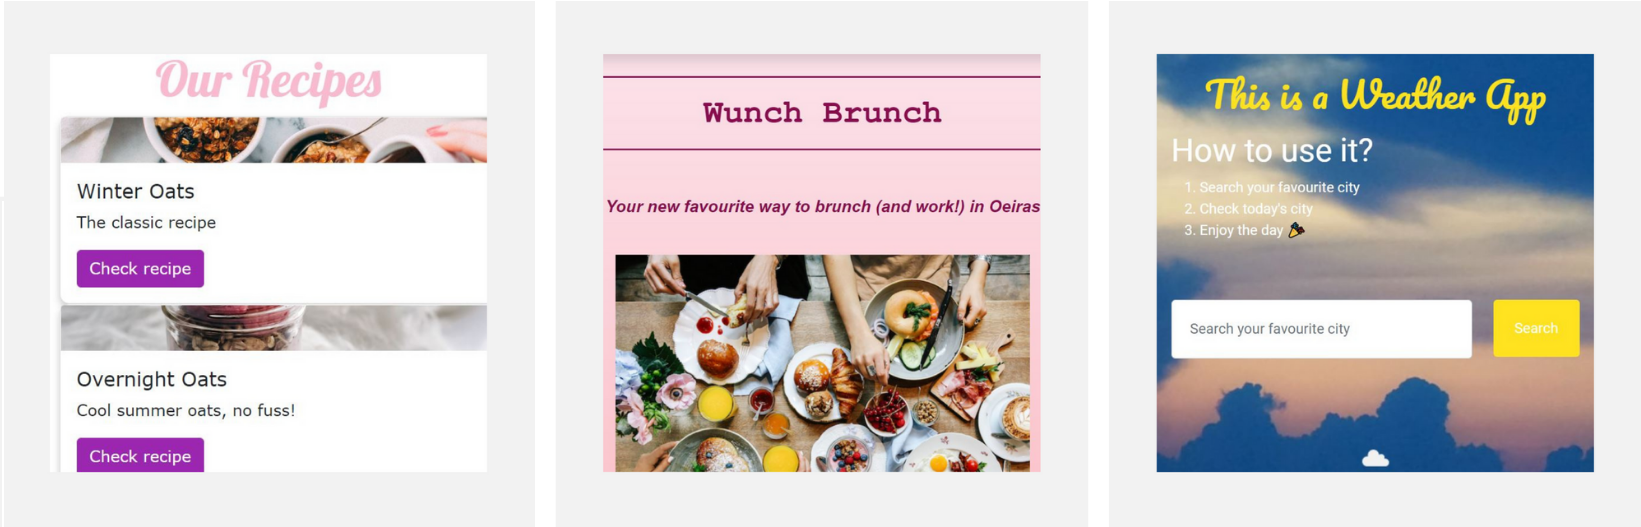 Our Recipes
Winter Oats
The classic recipe
Check recipe
Overnight Oats
Cool summer oats, no fuss!
Check recipe
Wunch Brunch
Your new favourite way to brunch (and work!) in Oeiras
This is a Weather App
How to use it?
1. Search your favourite city
2. Check today's city
3. Enjoy the day 🎉
Search your favourite city
Search